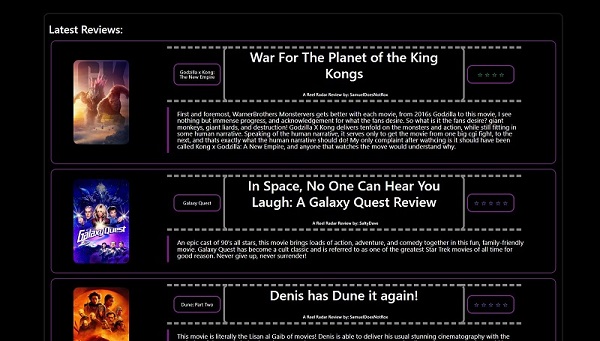 Latest Reviews:
War For The Planet of the King
Kongs
Godzilla x Kong:
The New Empire
☆ ☆ ☆ ☆
A Reel Radar Review by: SamuelDoesNotRox
First and foremost, WarnerBrothers Monsterverv gets better with each movie, from 2016s Godzilla to this movie, I see
nothing but immense progress, and acknowledgement for what the fans desire. So what is it the fans desire? giant
monkeys, giant liards, and destruction! Godzilla X Kong delivers tenfold on the monsters and action, while still fitting in
some human narrative. Speaking of the human narrative, it serves only to get the movie from one big cgi fight, to the
next, and thats exactly what the human narrative should do! My only complaint after wathcing is it should have been
called Kong x Godzilla: A New Empire, and anyone that watches the movie would understand why.
In Space, No One Can Hear You
Laugh: A Galaxy Quest Review
Galaxy Quest
☆ ☆ ☆ ☆ ☆
A Reel Radar Review by: SaltyDave
GalaxyQuest
An epic cast of 90's all stars, this movie brings loads of action, adventure, and comedy together in this fun, family-friendly
movie. Galaxy Quest has become a cult classic and is referred to as one of the greatest Star Trek movies of all time for
good reason. Never give up, never surrender!
Denis has Dune it again!
Dune: Part Two
☆ ☆ ☆ ☆ ☆
A Reel Radar Review by: SamuelDoesNotRox
This movie is literally the Lisan al Gaib of movies! Denis is able to deliver his usual stunning cinematography with the